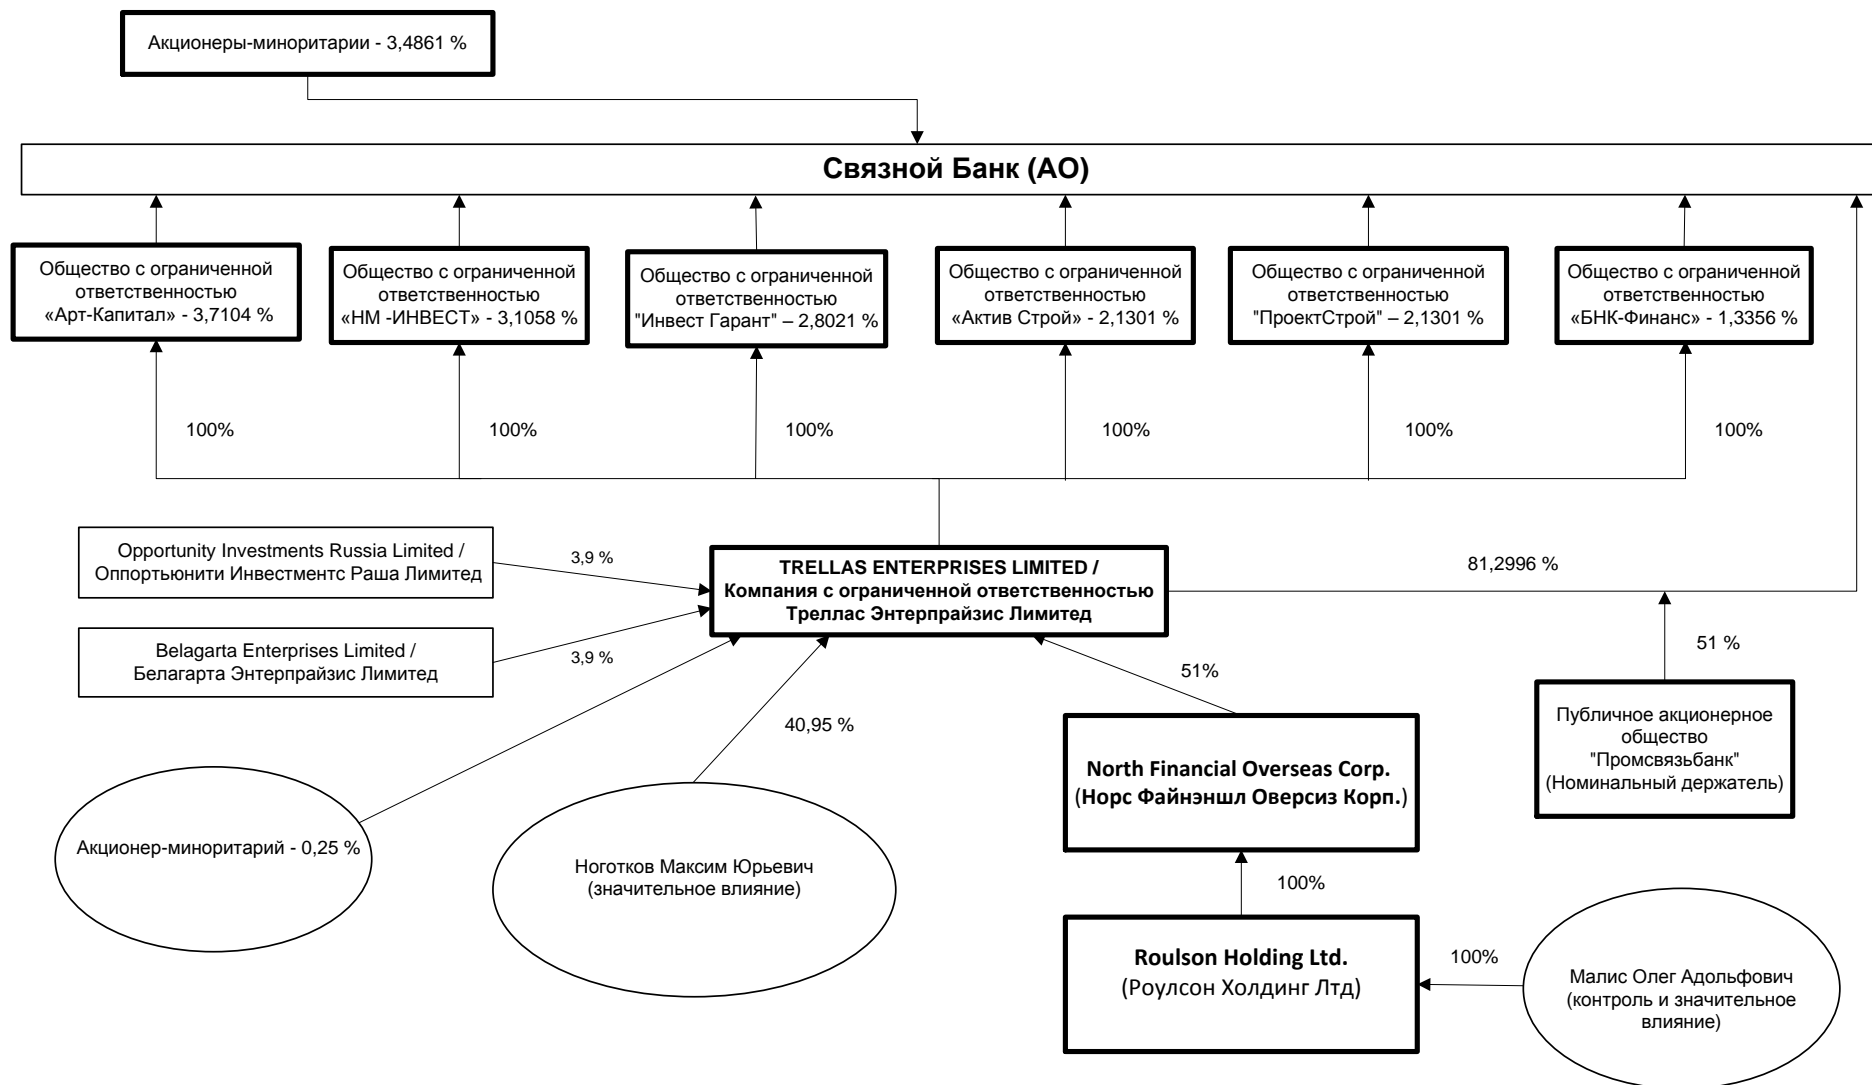 Акционеры-миноритарии - 3,4861 %
Связной Банк (АО)
Общество с ограниченной
ответственностью
«Арт-Капитал» - 3,7104 %
Общество с ограниченной
ответственностью
«НМ -ИНВЕСТ» - 3,1058 %
Общество с ограниченной
ответственностью
"Инвест Гарант" – 2,8021 %
Общество с ограниченной
ответственностью
«Актив Строй» - 2,1301 %
Общество с ограниченной
ответственностью
"ПроектСтрой" – 2,1301 %
Общество с ограниченной
ответственностью
«БНК-Финанс» - 1,3356 %
100%
100%
100%
100%
100%
100%
Opportunity Investments Russia Limited /
Оппортьюнити Инвестментс Раша Лимитед
3,9 %
TRELLAS ENTERPRISES LIMITED /
Компания с ограниченной ответственностью
Треллас Энтерпрайзис Лимитед
81,2996 %
Belagarta Enterprises Limited /
Белагарта Энтерпрайзис Лимитед
3,9 %
51%
51 %
40,95 %
Публичное акционерное
общество
"Промсвязьбанк"
(Номинальный держатель)
North Financial Overseas Corp.
(Норс Файнэншл Оверсиз Корп.)
Акционер-миноритарий - 0,25 %
Ноготков Максим Юрьевич
(значительное влияние)
100%
Roulson Holding Ltd.
(Роулсон Холдинг Лтд)
100%
Малис Олег Адольфович
(контроль и значительное
влияние)